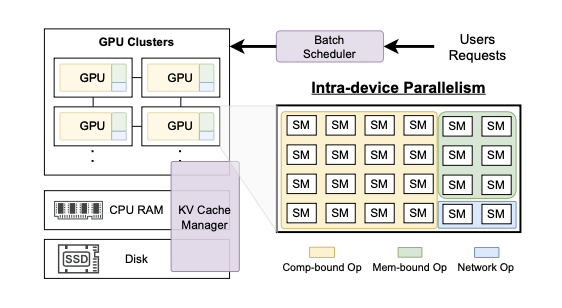 GPU Clusters
Batch
Scheduler
Users
Requests
GPU GPU
GPU GPU
Intra-device Parallelism
SM SM SM SM SM SM
SM SM SM SM SM SM
SM SM SM SM SM SM
SM SM SM SM SM SM
CPU RAM
KV Cache
Manager
SSD
Disk
Comp-bound Op
Mem-bound Op
Network Op